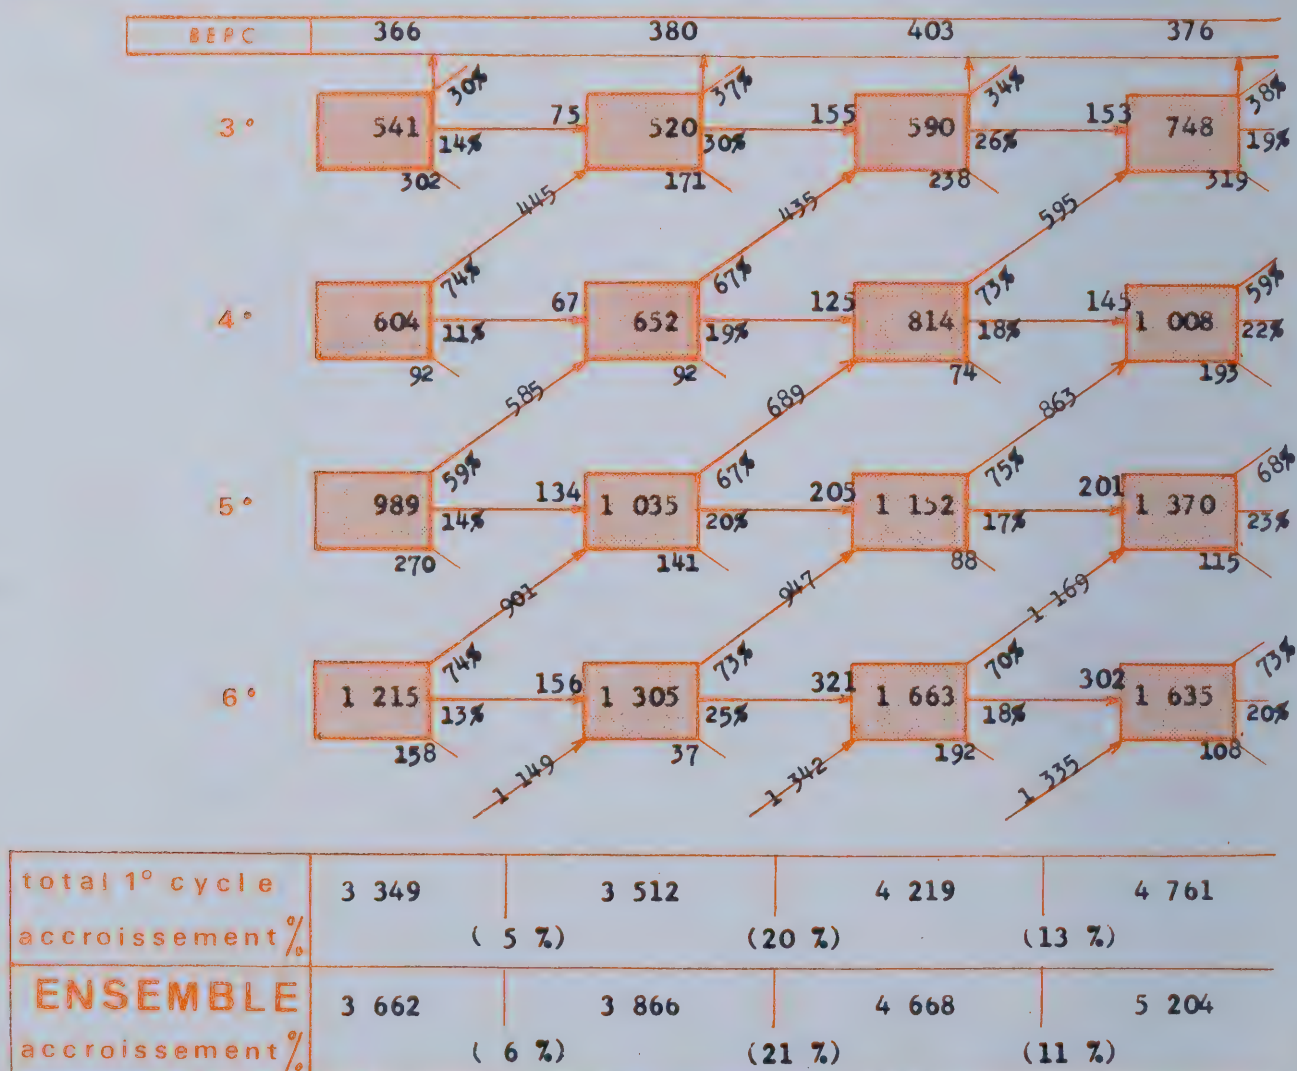 BEPC 366 380 403 376
30% 37% 34% 38%
3° 541 75 520 155 590 153 748
14% 30% 26% 19%
302 171 238 319
445 435 595
74% 67% 73% 59%
4° 604 67 652 125 814 145 1 008
11% 19% 18% 22%
92 92 74 193
585 689 863
59% 67% 75% 68%
5° 989 134 1 035 205 1 152 201 1 370
14% 20% 17% 23%
270 141 88 115
901 947 1 169
74% 73% 70% 73%
6° 1 215 156 1 305 321 1 663 302 1 635
13% 25% 18% 20%
158 37 192 108
1 149 1 342 1 335
total 1° cycle 3 349 3 512 4 219 4 761
accroissement % ( 5 %) (20 %) (13 %)
ENSEMBLE 3 662 3 866 4 668 5 204
accroissement % ( 6 %) (21 %) (11 %)